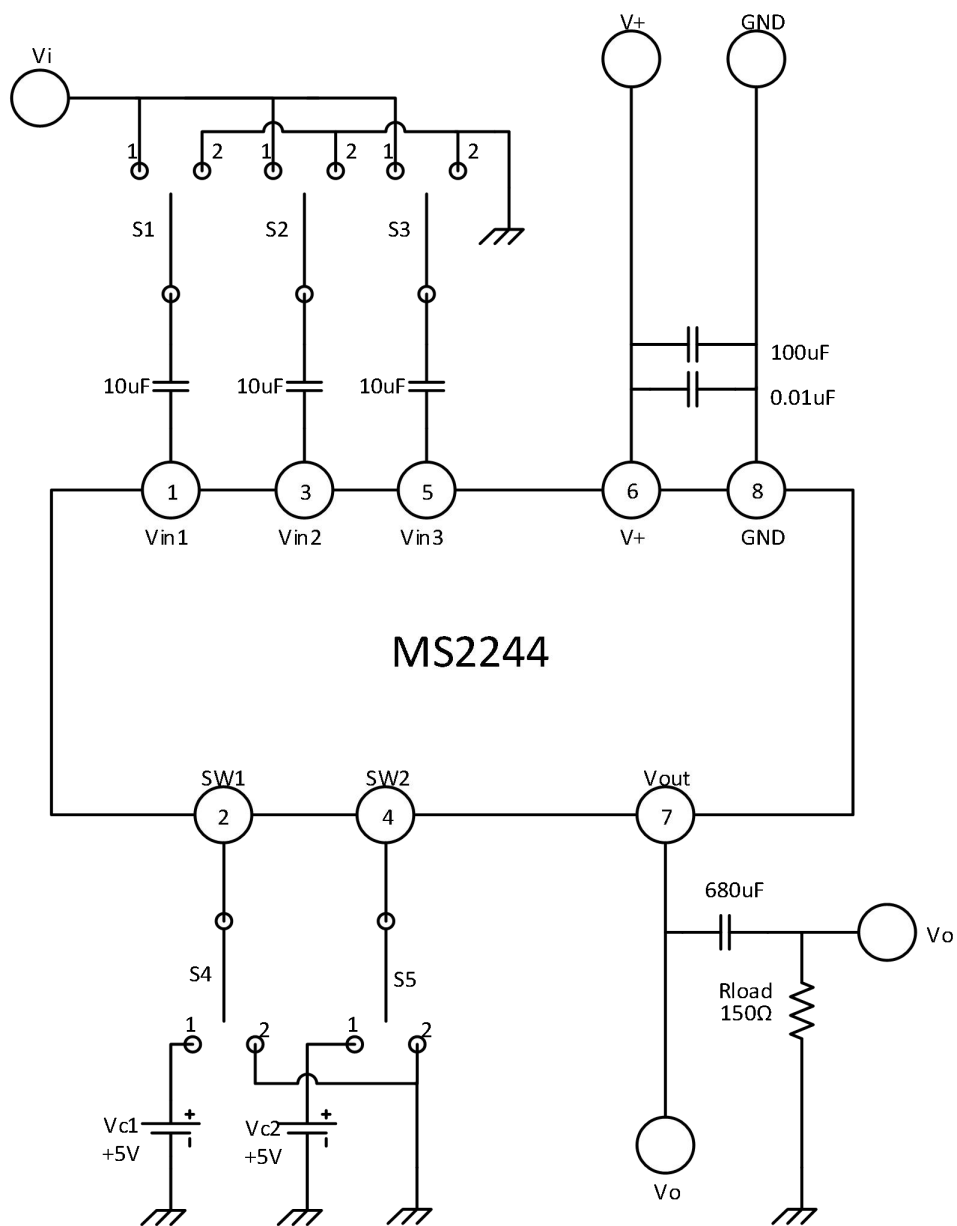 V+
GND
Vi
1
2
1
2
1
2
S1
S2
S3
100uF
10uF
10uF
10uF
0.01uF
1
3
5
6
8
Vin1
Vin2
Vin3
V+
GND
MS2244
SW1
SW2
Vout
2
4
7
680uF
Vo
S4
S5
Rload
150Ω
1
2
1
2
+
+
Vc1
+5V
Vc2
+5V
Vo